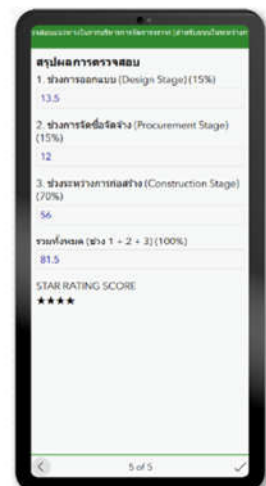 สรุปผลการตรวจสอบ
1. ช่วงการออกแบบ (Design Stage) (15%)
13.5
2. ช่วงการจัดซื้อจัดจ้าง (Procurement Stage)
(15%)
12
3. ช่วงระหว่างการก่อสร้าง (Construction Stage)
(70%)
56
รวมทั้งหมด (ช่วง 1 + 2 + 3) (100%)
81.5
STAR RATING SCORE
★★★★
5 of 5